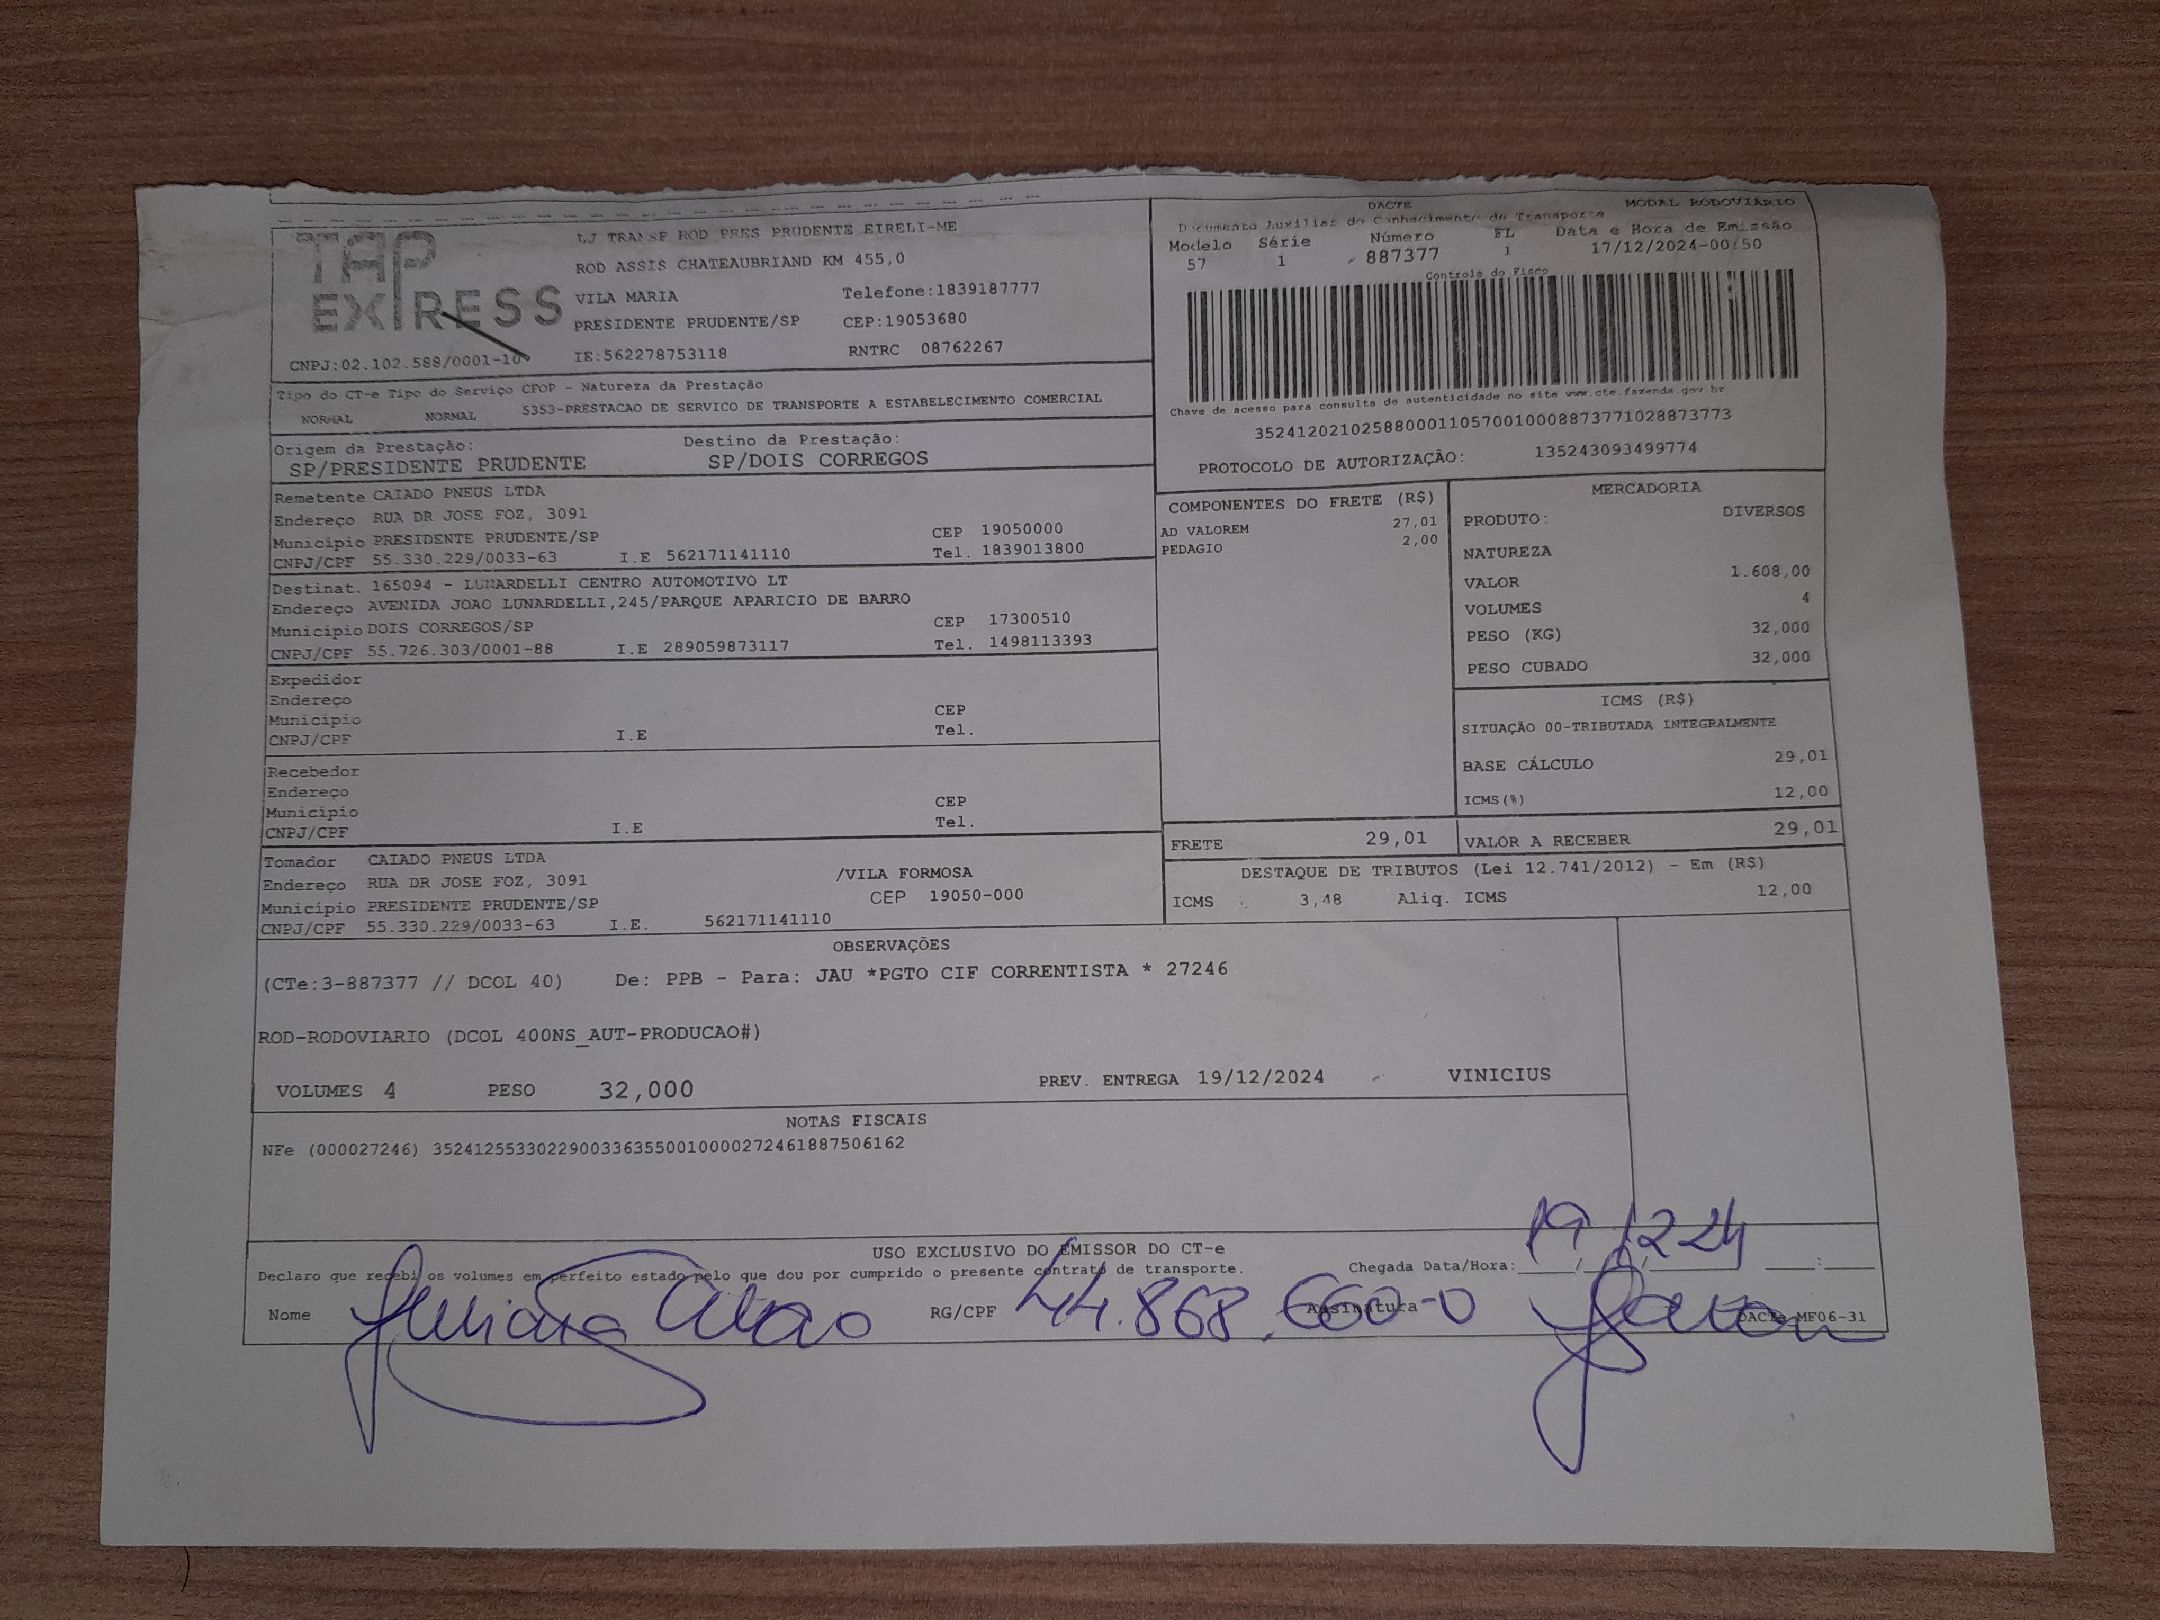 TAP
EXPRESS
CNPJ:02.102.588/0001-10
LJ TRANSP ROD PRES PRUDENTE EIRELI-ME
ROD ASSIS CHATEAUBRIAND KM 455,0
VILA MARIA Telefone:1839187777
PRESIDENTE PRUDENTE/SP CEP:19053680
IE:562278753118 RNTRC 08762267
DACTE MODAL RODOVIÁRIO
Documento Auxiliar do Conhecimento de Transporte
Modelo Série Número FL Data e Hora de Emissão
57 1 887377 1 17/12/2024-00:50
Controle do Fisco
Chave de acesso para consulta de autenticidade no site www.cte.fazenda.gov.br
35241202102588000110570010008873771028873773
PROTOCOLO DE AUTORIZAÇÃO: 135243093499774
Tipo do CT-e Tipo do Serviço CFOP - Natureza da Prestação
NORMAL NORMAL 5353-PRESTACAO DE SERVICO DE TRANSPORTE A ESTABELECIMENTO COMERCIAL
Origem da Prestação: Destino da Prestação:
SP/PRESIDENTE PRUDENTE SP/DOIS CORREGOS
Remetente CAIADO PNEUS LTDA
Endereço RUA DR JOSE FOZ, 3091
Município PRESIDENTE PRUDENTE/SP CEP 19050000
CNPJ/CPF 55.330.229/0033-63 I.E 562171141110 Tel. 1839013800
Destinat. 165094 - LUNARDELLI CENTRO AUTOMOTIVO LT
Endereço AVENIDA JOAO LUNARDELLI,245/PARQUE APARICIO DE BARRO
Município DOIS CORREGOS/SP CEP 17300510
CNPJ/CPF 55.726.303/0001-88 I.E 289059873117 Tel. 1498113393
Expedidor
Endereço
Município CEP
CNPJ/CPF I.E Tel.
Recebedor
Endereço
Município CEP
CNPJ/CPF I.E Tel.
Tomador CAIADO PNEUS LTDA
Endereço RUA DR JOSE FOZ, 3091 /VILA FORMOSA
Município PRESIDENTE PRUDENTE/SP CEP 19050-000
CNPJ/CPF 55.330.229/0033-63 I.E. 562171141110
COMPONENTES DO FRETE (R$)
AD VALOREM 27,01
PEDAGIO 2,00
MERCADORIA
PRODUTO: DIVERSOS
NATUREZA
VALOR 1.608,00
VOLUMES 4
PESO (KG) 32,000
PESO CUBADO 32,000
ICMS (R$)
SITUAÇÃO 00-TRIBUTADA INTEGRALMENTE
BASE CÁLCULO 29,01
ICMS(%) 12,00
FRETE 29,01 VALOR A RECEBER 29,01
DESTAQUE DE TRIBUTOS (Lei 12.741/2012) - Em (R$)
ICMS 3,48 Aliq. ICMS 12,00
OBSERVAÇÕES
(CTe:3-887377 // DCOL 40) De: PPB - Para: JAU *PGTO CIF CORRENTISTA * 27246
ROD-RODOVIARIO (DCOL 400NS_AUT-PRODUCAO#)
VOLUMES 4 PESO 32,000 PREV. ENTREGA 19/12/2024 VINICIUS
NOTAS FISCAIS
NFe (000027246) 35241255330229003363550010000272461887506162
USO EXCLUSIVO DO EMISSOR DO CT-e
Declaro que recebi os volumes em perfeito estado pelo que dou por cumprido o presente contrato de transporte. Chegada Data/Hora: 19 12 24
Nome RG/CPF 44.868.660-0 Assinatura DACTe MF06-31